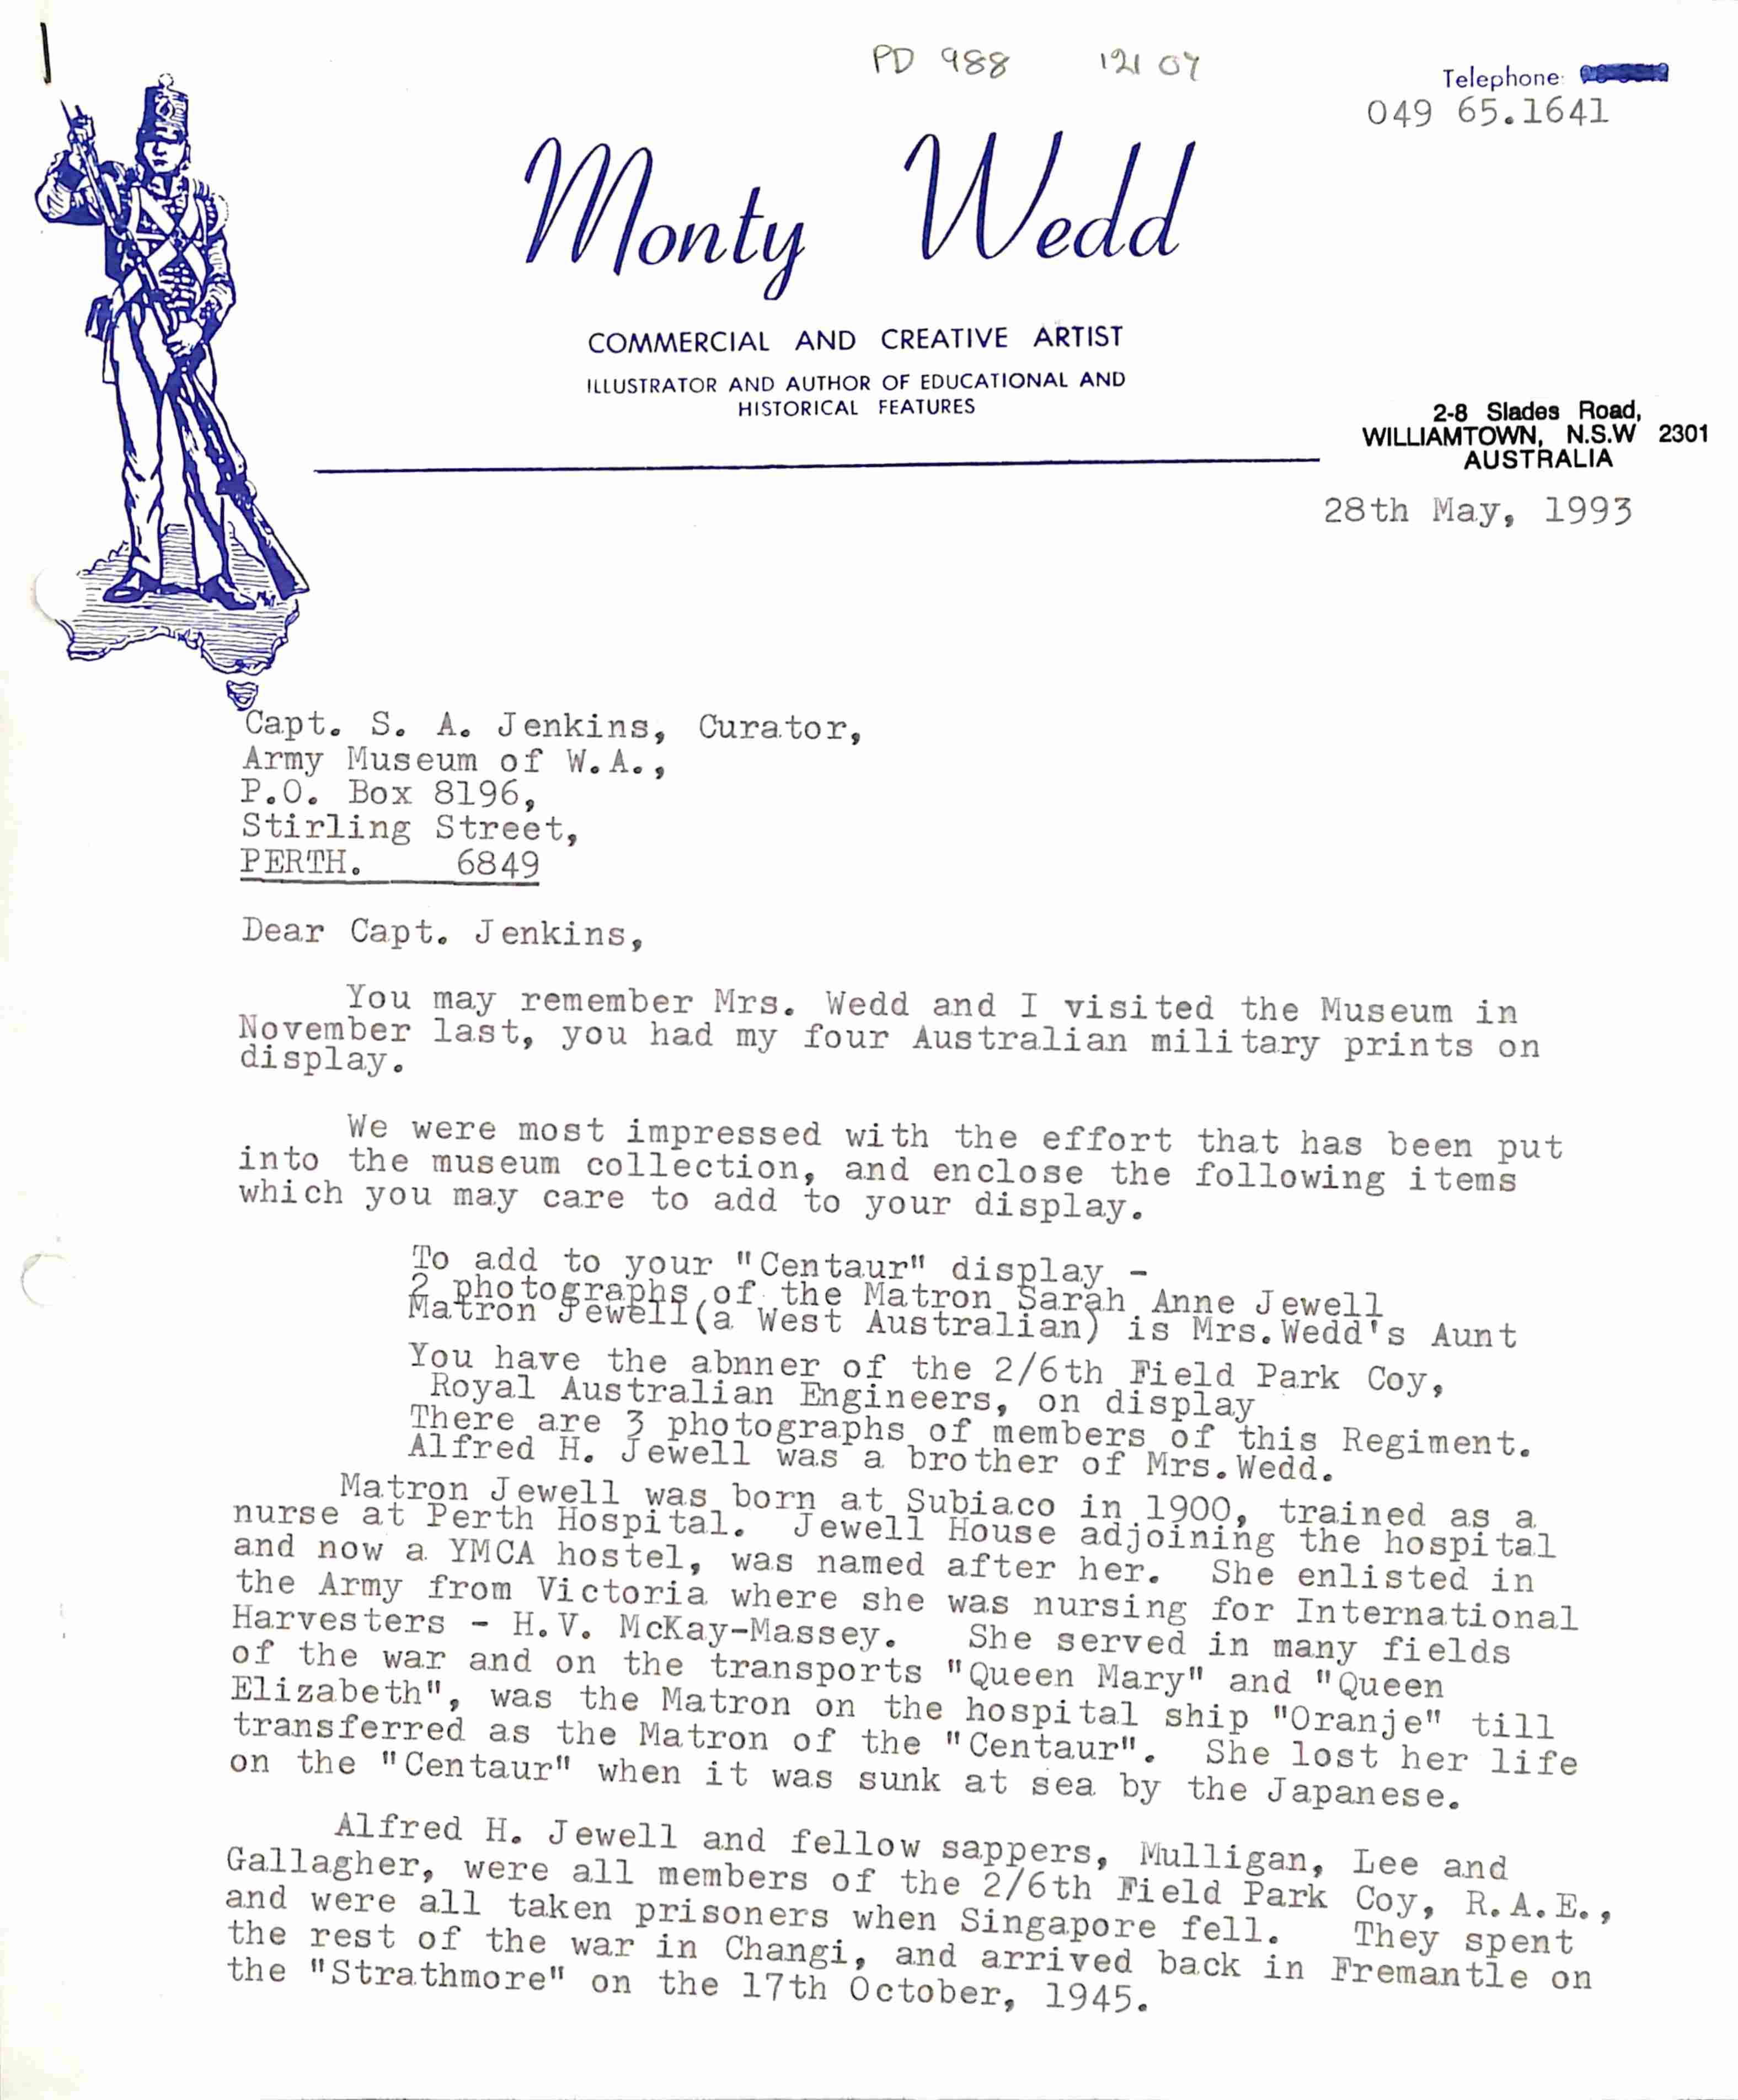 PD 988 121 07
Telephone:
049 65.1641
Monty Wedd
COMMERCIAL AND CREATIVE ARTIST
ILLUSTRATOR AND AUTHOR OF EDUCATIONAL AND
HISTORICAL FEATURES
2-8 Slades Road,
WILLIAMTOWN, N.S.W 2301
AUSTRALIA
28th May, 1993
Capt. S. A. Jenkins, Curator,
Army Museum of W.A.,
P.O. Box 8196,
Stirling Street,
PERTH. 6849
Dear Capt. Jenkins,
You may remember Mrs. Wedd and I visited the Museum in
November last, you had my four Australian military prints on
display.
We were most impressed with the effort that has been put
into the museum collection, and enclose the following items
which you may care to add to your display.
To add to your "Centaur" display -
2 photographs of the Matron Sarah Anne Jewell
Matron Jewell(a West Australian) is Mrs.Wedd's Aunt
You have the abnner of the 2/6th Field Park Coy,
Royal Australian Engineers, on display
There are 3 photographs of members of this Regiment.
Alfred H. Jewell was a brother of Mrs.Wedd.
Matron Jewell was born at Subiaco in 1900, trained as a
nurse at Perth Hospital. Jewell House adjoining the hospital
and now a YMCA hostel, was named after her. She enlisted in
the Army from Victoria where she was nursing for International
Harvesters - H.V. McKay-Massey. She served in many fields
of the war and on the transports "Queen Mary" and "Queen
Elizabeth", was the Matron on the hospital ship "Oranje" till
transferred as the Matron of the "Centaur". She lost her life
on the "Centaur" when it was sunk at sea by the Japanese.
Alfred H. Jewell and fellow sappers, Mulligan, Lee and
Gallagher, were all members of the 2/6th Field Park Coy, R.A.E.,
and were all taken prisoners when Singapore fell. They spent
the rest of the war in Changi, and arrived back in Fremantle on
the "Strathmore" on the 17th October, 1945.